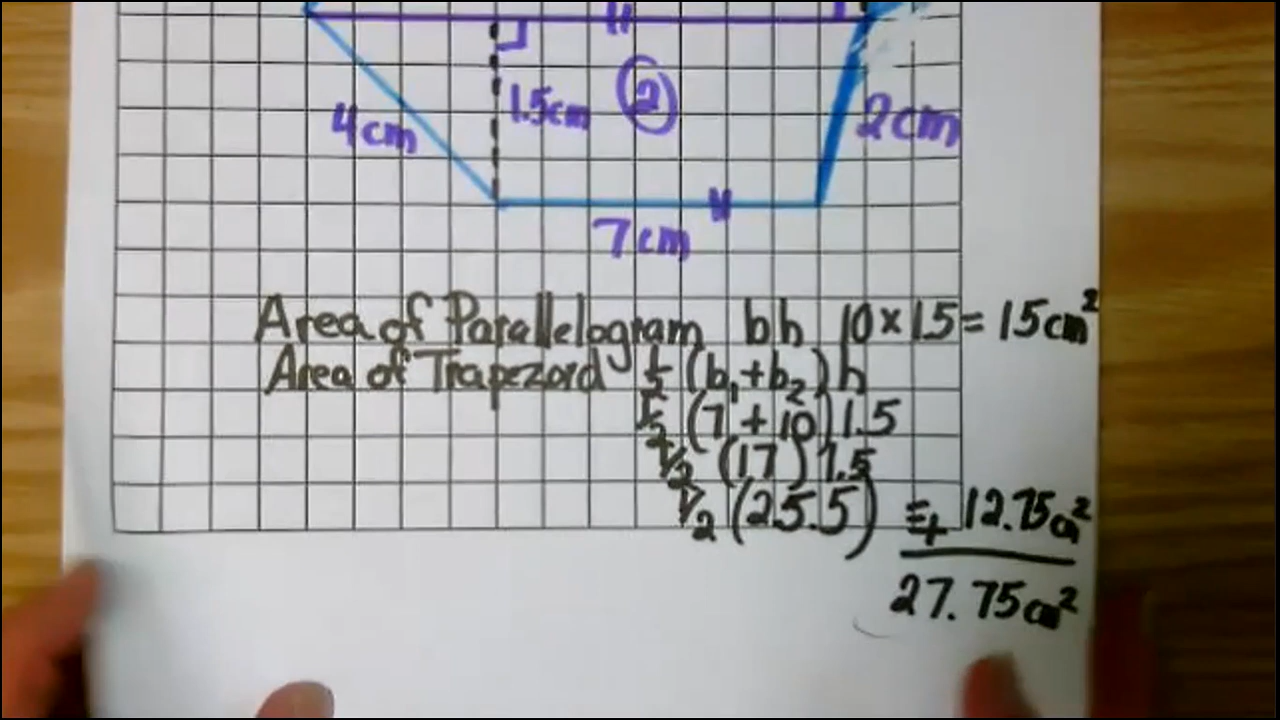 4cm
1.5cm
2
2cm
7cm
Area of Parallelogram bh 10 x 1.5 = 15cm²
Area of Trapezoid ½ (b₁+b₂)h
½ (7 + 10) 1.5
½ (17) 1.5
½ (25.5) = + 12.75cm²
27.75cm²